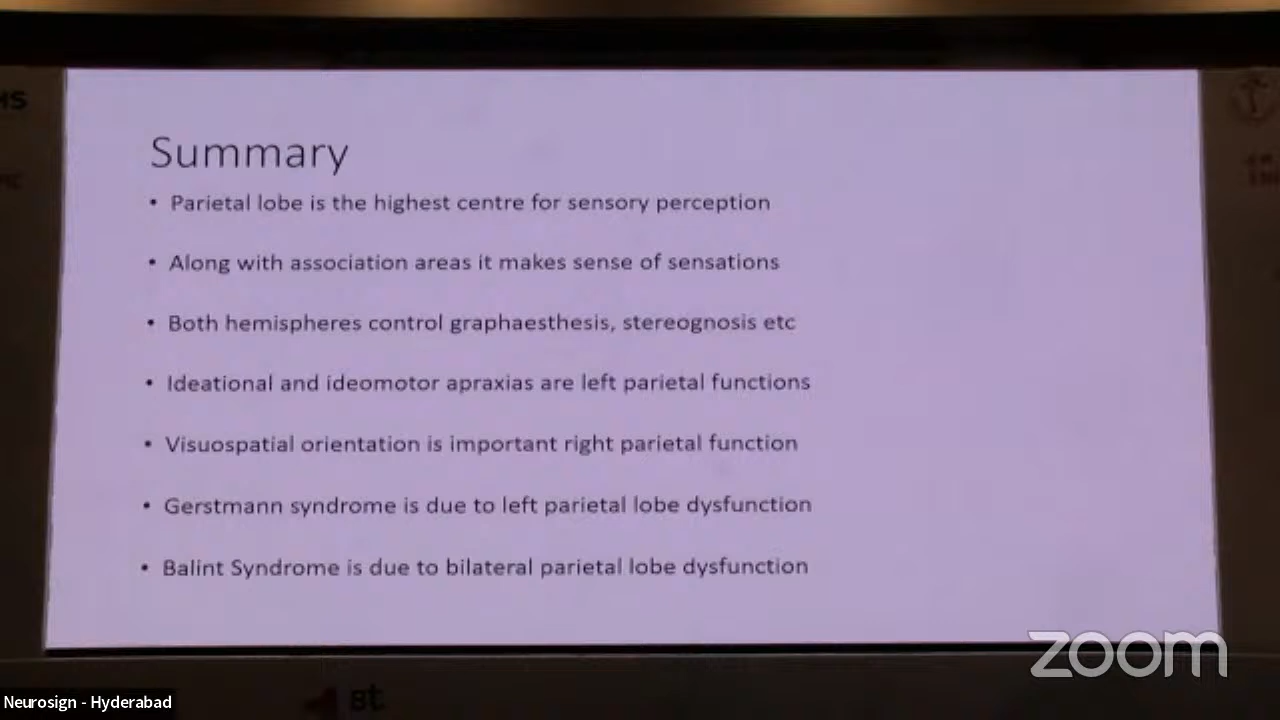 HS
Summary
• Parietal lobe is the highest centre for sensory perception
• Along with association areas it makes sense of sensations
• Both hemispheres control graphaesthesis, stereognosis etc
• Ideational and ideomotor apraxias are left parietal functions
• Visuospatial orientation is important right parietal function
• Gerstmann syndrome is due to left parietal lobe dysfunction
• Balint Syndrome is due to bilateral parietal lobe dysfunction
zoom
st
Neurosign - Hyderabad